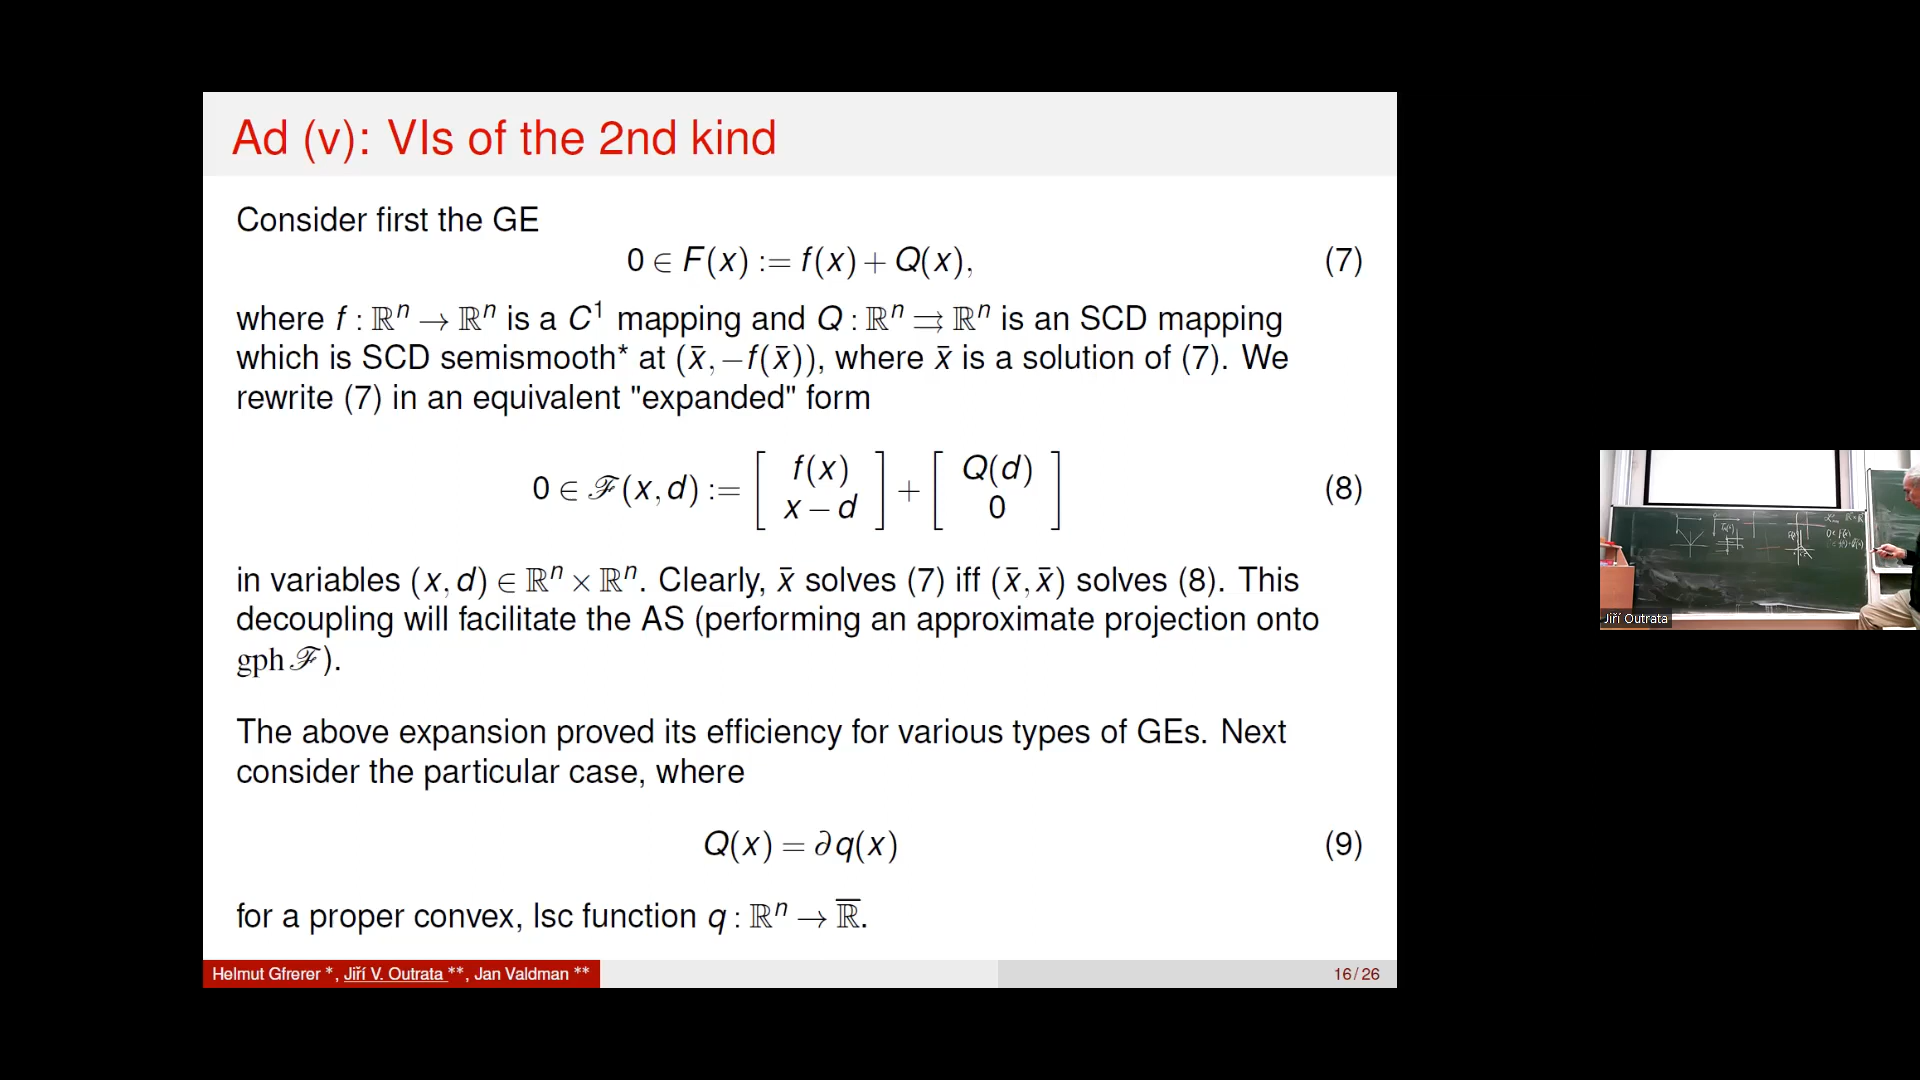 Ad (v): VIs of the 2nd kind
Consider first the GE
0 ∈ F(x) := f(x) + Q(x), (7)
where f : ℝⁿ → ℝⁿ is a C¹ mapping and Q : ℝⁿ ⇉ ℝⁿ is an SCD mapping
which is SCD semismooth* at (x̄, −f(x̄)), where x̄ is a solution of (7). We
rewrite (7) in an equivalent "expanded" form
0 ∈ ℱ(x, d) := [ f(x) ; x − d ] + [ Q(d) ; 0 ] (8)
in variables (x, d) ∈ ℝⁿ × ℝⁿ. Clearly, x̄ solves (7) iff (x̄, x̄) solves (8). This
decoupling will facilitate the AS (performing an approximate projection onto
gph ℱ).
The above expansion proved its efficiency for various types of GEs. Next
consider the particular case, where
Q(x) = ∂q(x) (9)
for a proper convex, lsc function q : ℝⁿ → ℝ̅.
Helmut Gfrerer *, Jiří V. Outrata **, Jan Valdman **
16/26
Jiří Outrata